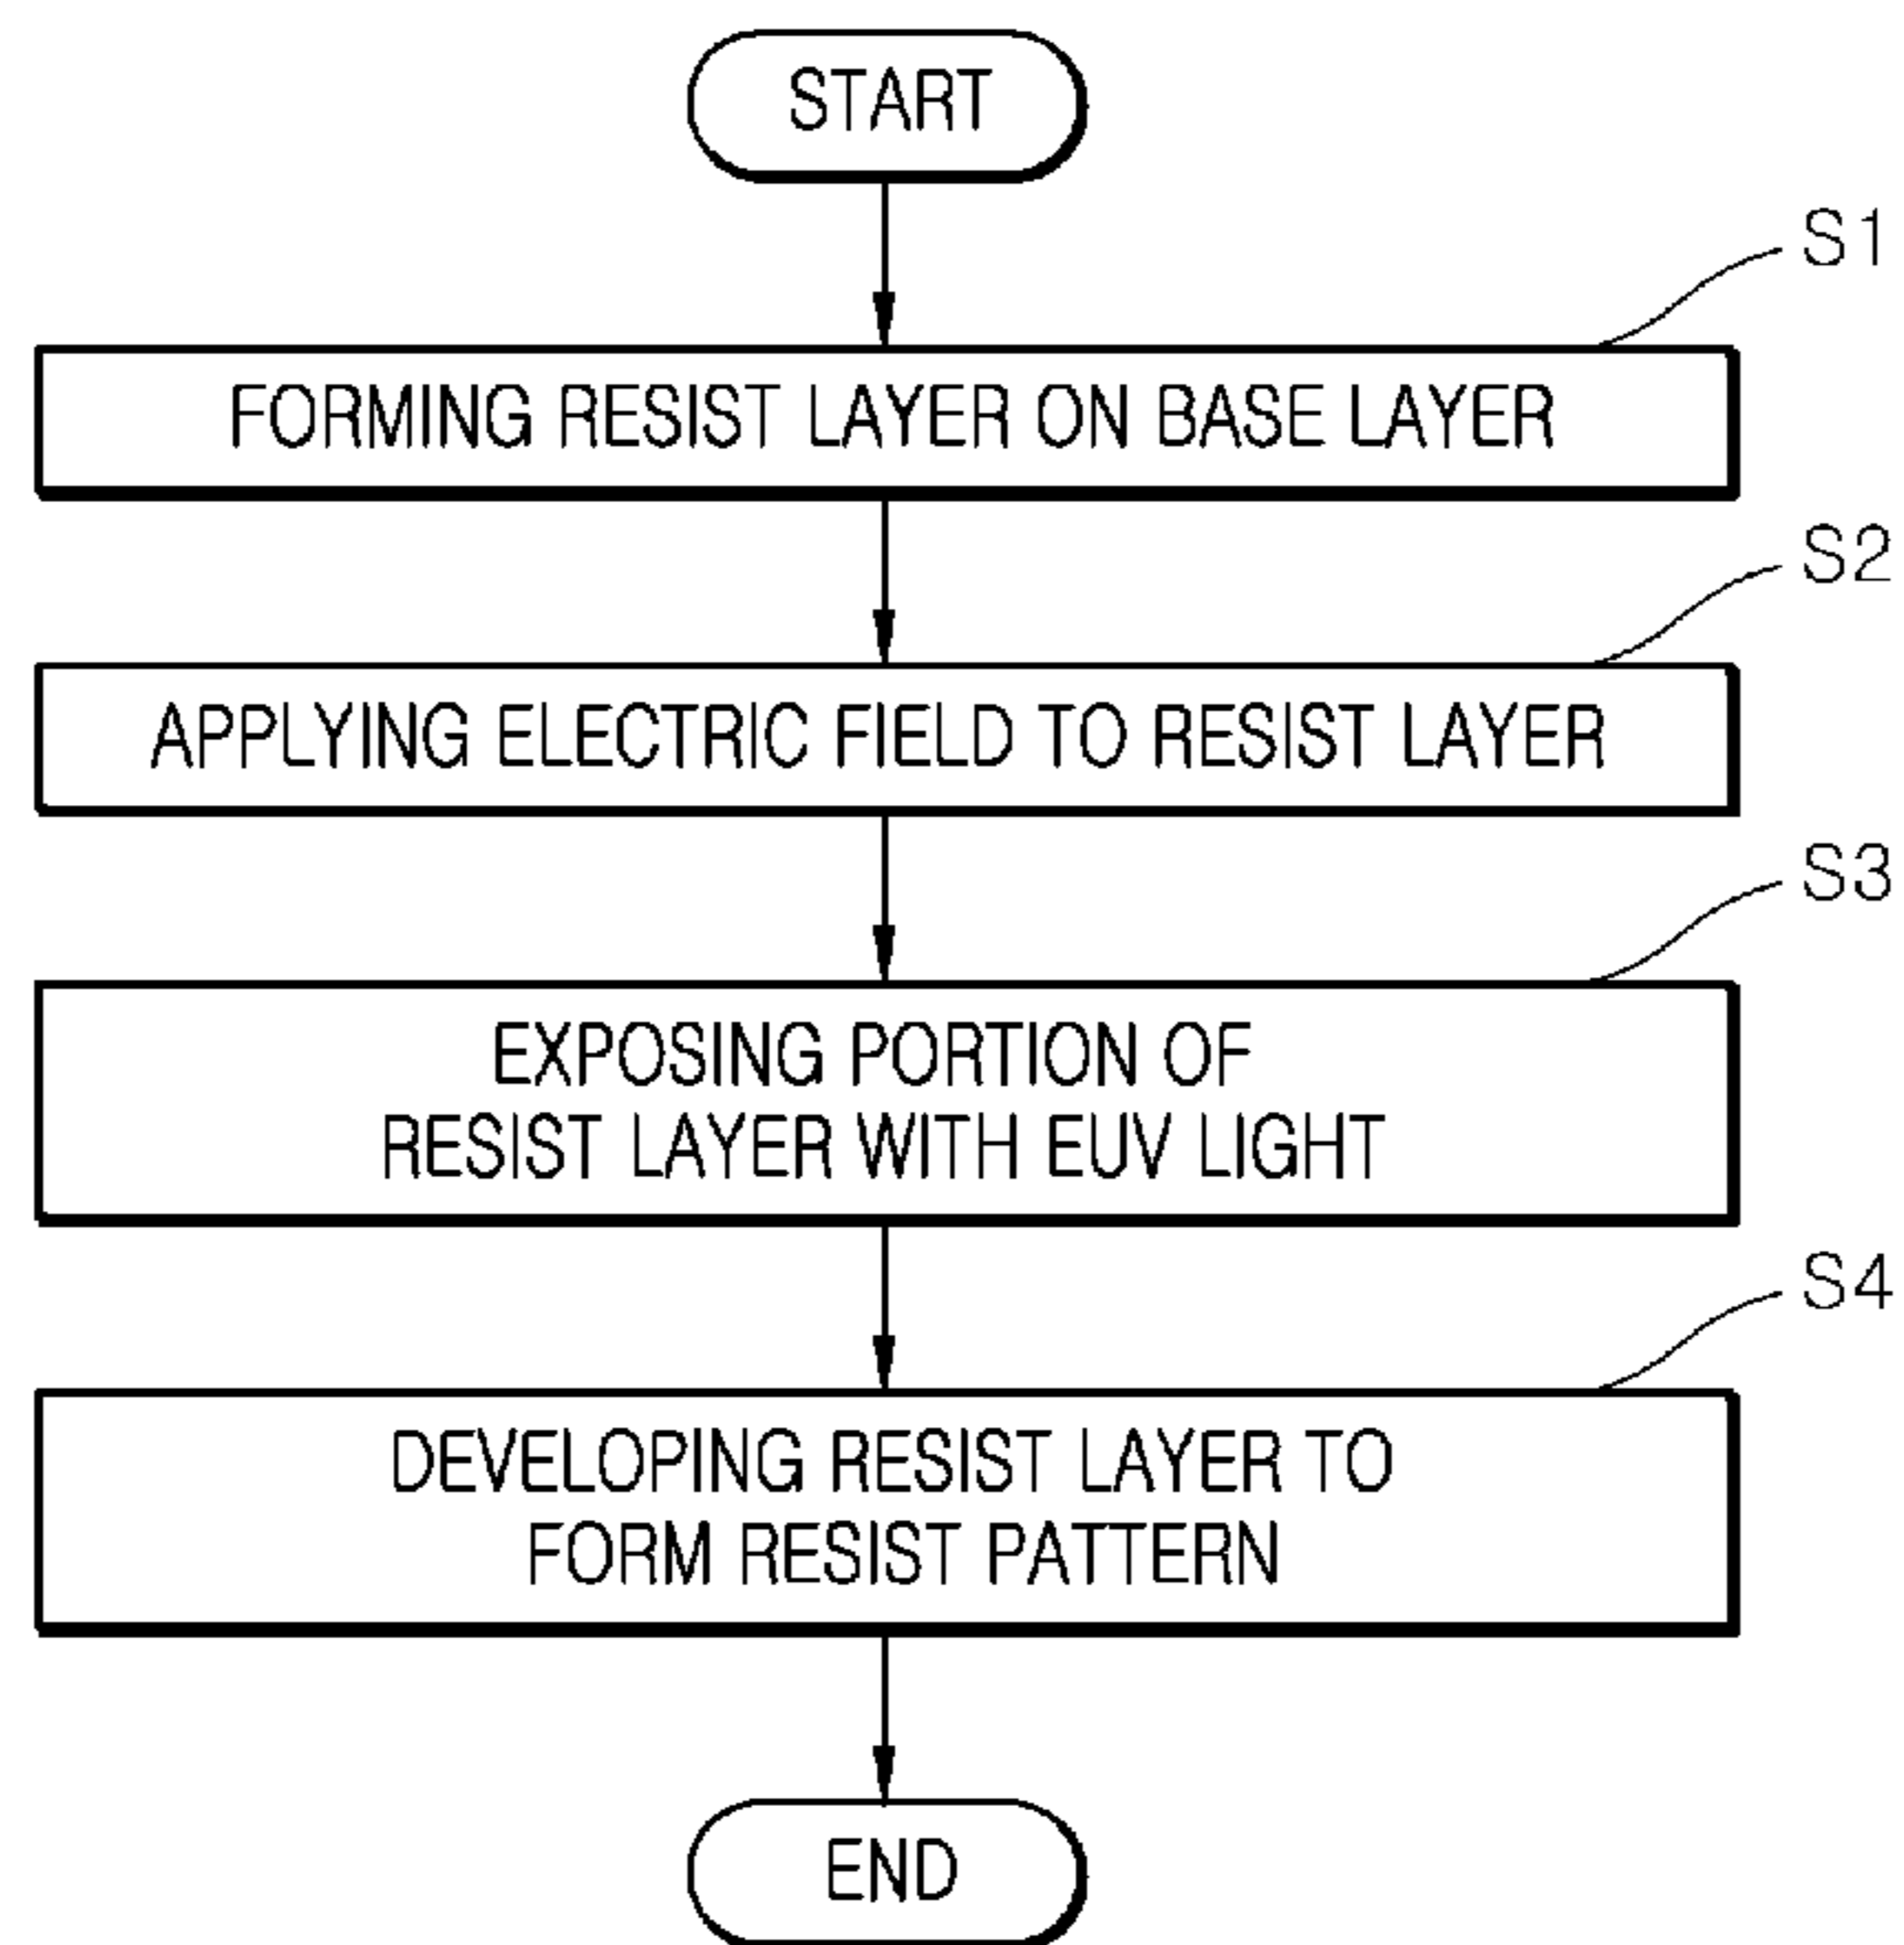 START
S1
FORMING RESIST LAYER ON BASE LAYER
S2
APPLYING ELECTRIC FIELD TO RESIST LAYER
S3
EXPOSING PORTION OF
RESIST LAYER WITH EUV LIGHT
S4
DEVELOPING RESIST LAYER TO
FORM RESIST PATTERN
END